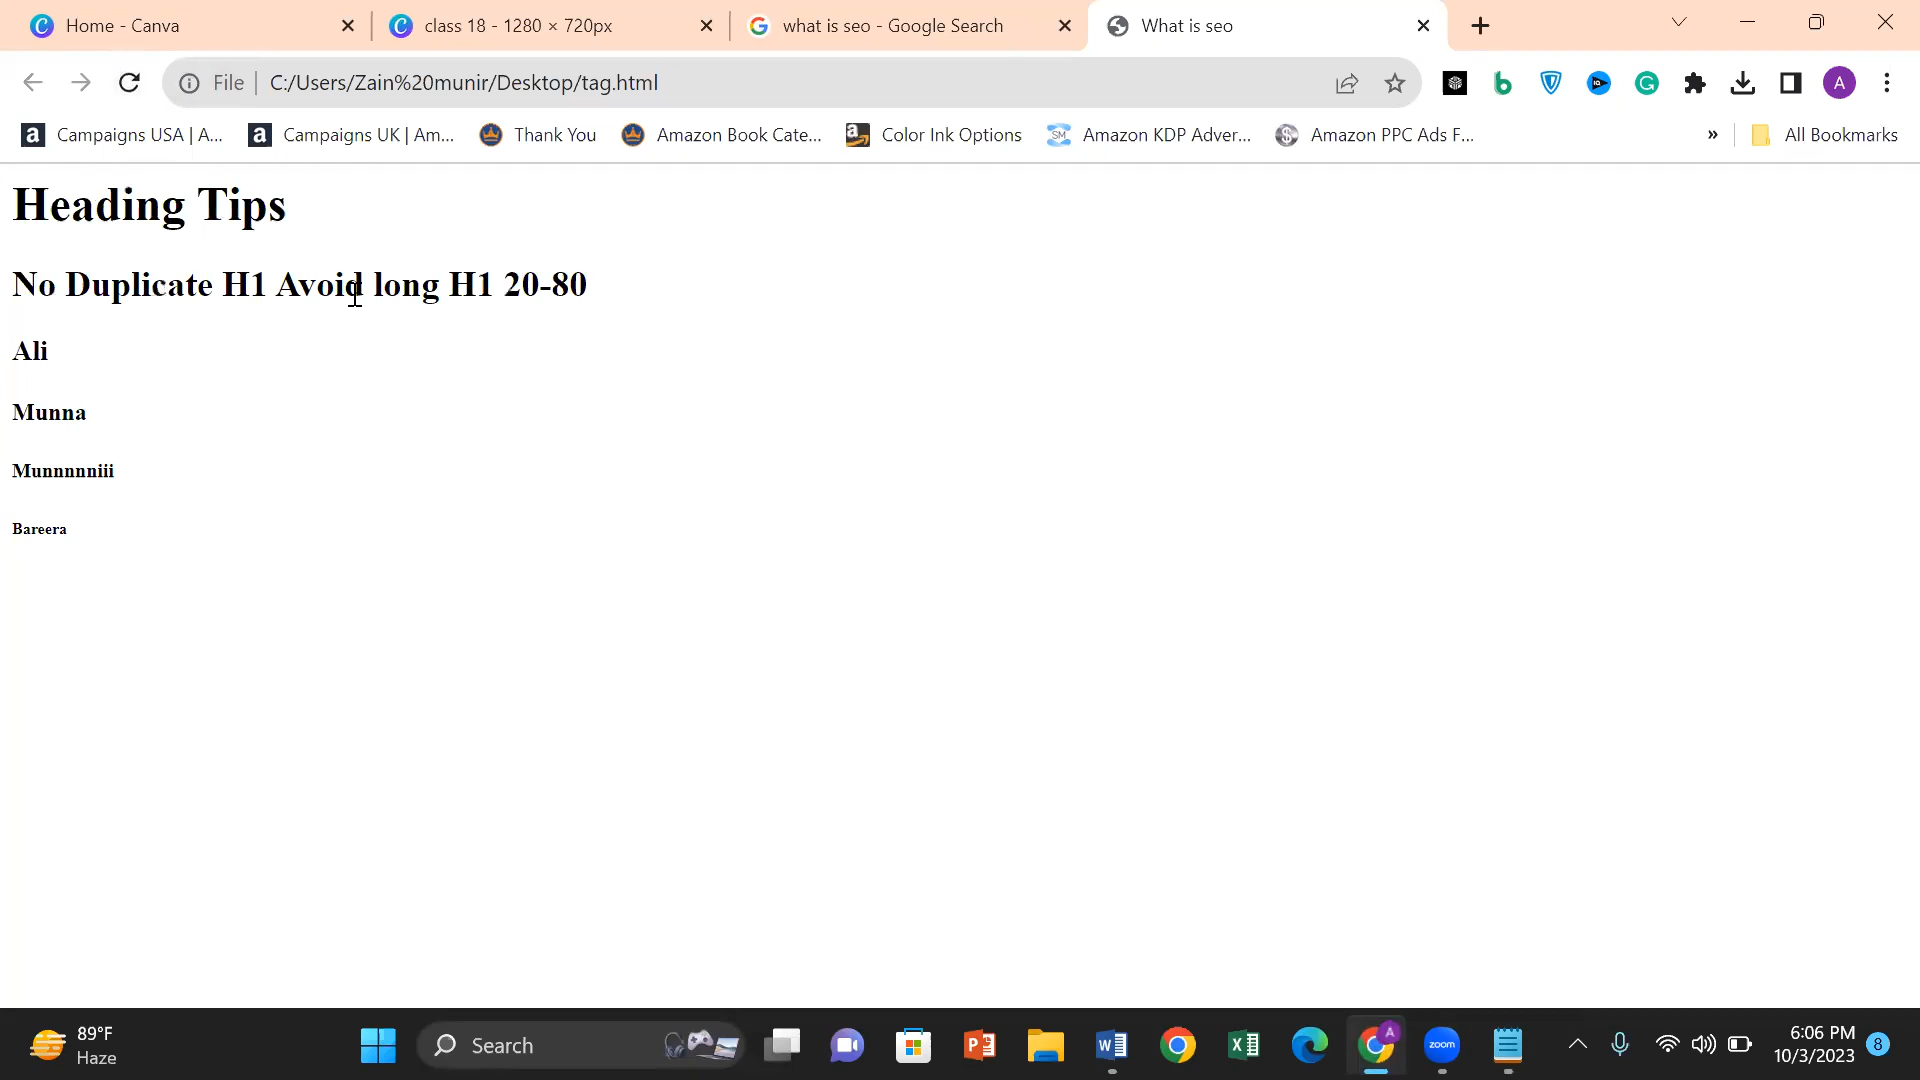 Home - Canva
class 18 - 1280 × 720px
what is seo - Google Search
What is seo
File
C:/Users/Zain%20munir/Desktop/tag.html
Campaigns USA | A...
Campaigns UK | Am...
Thank You
Amazon Book Cate...
Color Ink Options
Amazon KDP Adver...
Amazon PPC Ads F...
»
All Bookmarks
Heading Tips
No Duplicate H1 Avoid long H1 20-80
Ali
Munna
Munnnnniii
Bareera
89°F
Haze
Search
zoom
6:06 PM
10/3/2023
8